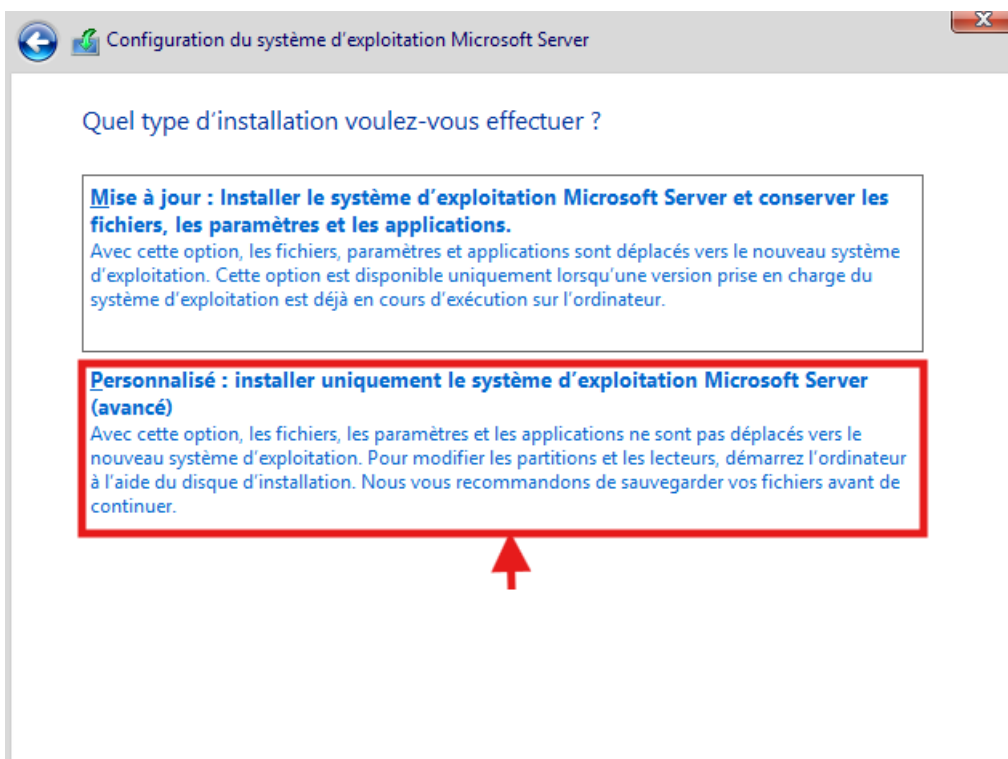 Configuration du système d'exploitation Microsoft Server
Quel type d'installation voulez-vous effectuer ?
Mise à jour : Installer le système d'exploitation Microsoft Server et conserver les
fichiers, les paramètres et les applications.
Avec cette option, les fichiers, paramètres et applications sont déplacés vers le nouveau système
d'exploitation. Cette option est disponible uniquement lorsqu'une version prise en charge du
système d'exploitation est déjà en cours d'exécution sur l'ordinateur.
Personnalisé : installer uniquement le système d'exploitation Microsoft Server
(avancé)
Avec cette option, les fichiers, les paramètres et les applications ne sont pas déplacés vers le
nouveau système d'exploitation. Pour modifier les partitions et les lecteurs, démarrez l'ordinateur
à l'aide du disque d'installation. Nous vous recommandons de sauvegarder vos fichiers avant de
continuer.